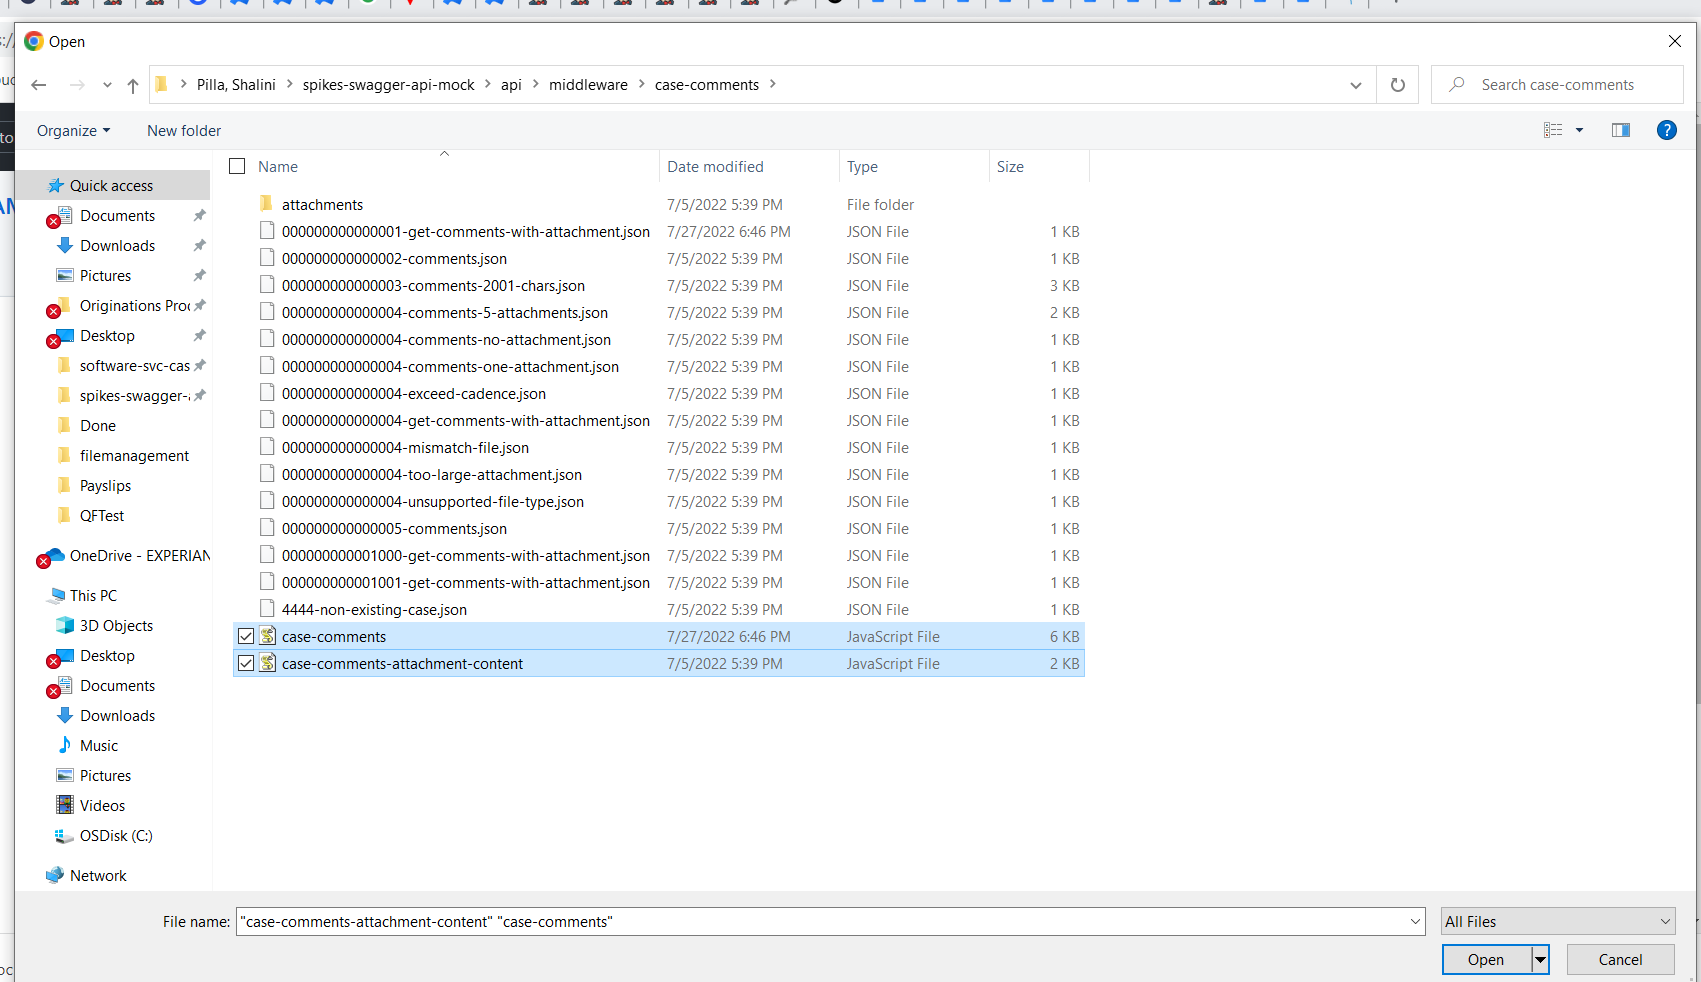 Open
Pilla, Shalini > spikes-swagger-api-mock > api > middleware > case-comments >
Search case-comments
Organize
New folder
Name Date modified Type Size
Quick access
Documents
Downloads
Pictures
Originations Proc
Desktop
software-svc-cas
spikes-swagger-a
Done
filemanagement
Payslips
QFTest
OneDrive - EXPERIAN
This PC
3D Objects
Desktop
Documents
Downloads
Music
Pictures
Videos
OSDisk (C:)
Network
attachments 7/5/2022 5:39 PM File folder
000000000000001-get-comments-with-attachment.json 7/27/2022 6:46 PM JSON File 1 KB
000000000000002-comments.json 7/5/2022 5:39 PM JSON File 1 KB
000000000000003-comments-2001-chars.json 7/5/2022 5:39 PM JSON File 3 KB
000000000000004-comments-5-attachments.json 7/5/2022 5:39 PM JSON File 2 KB
000000000000004-comments-no-attachment.json 7/5/2022 5:39 PM JSON File 1 KB
000000000000004-comments-one-attachment.json 7/5/2022 5:39 PM JSON File 1 KB
000000000000004-exceed-cadence.json 7/5/2022 5:39 PM JSON File 1 KB
000000000000004-get-comments-with-attachment.json 7/5/2022 5:39 PM JSON File 1 KB
000000000000004-mismatch-file.json 7/5/2022 5:39 PM JSON File 1 KB
000000000000004-too-large-attachment.json 7/5/2022 5:39 PM JSON File 1 KB
000000000000004-unsupported-file-type.json 7/5/2022 5:39 PM JSON File 1 KB
000000000000005-comments.json 7/5/2022 5:39 PM JSON File 1 KB
000000000001000-get-comments-with-attachment.json 7/5/2022 5:39 PM JSON File 1 KB
000000000001001-get-comments-with-attachment.json 7/5/2022 5:39 PM JSON File 1 KB
4444-non-existing-case.json 7/5/2022 5:39 PM JSON File 1 KB
case-comments 7/27/2022 6:46 PM JavaScript File 6 KB
case-comments-attachment-content 7/5/2022 5:39 PM JavaScript File 2 KB
File name: "case-comments-attachment-content" "case-comments"
All Files
Open
Cancel